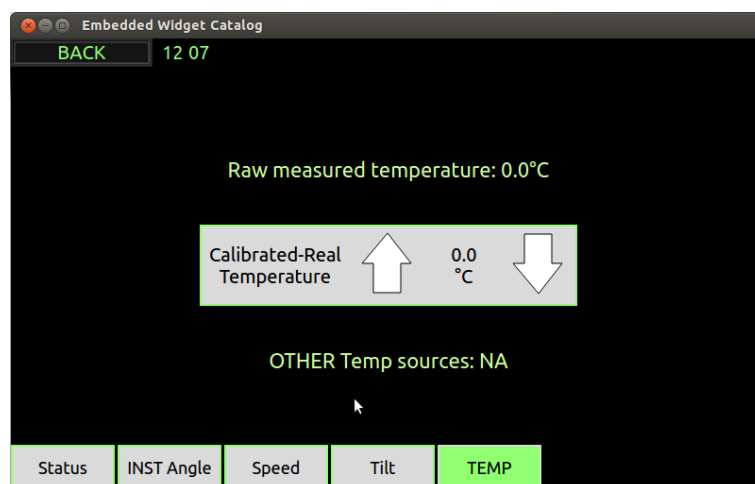 Embedded Widget Catalog
BACK
12 07
Raw measured temperature: 0.0°C
Calibrated-Real
Temperature
0.0
°C
OTHER Temp sources: NA
Status
INST Angle
Speed
Tilt
TEMP